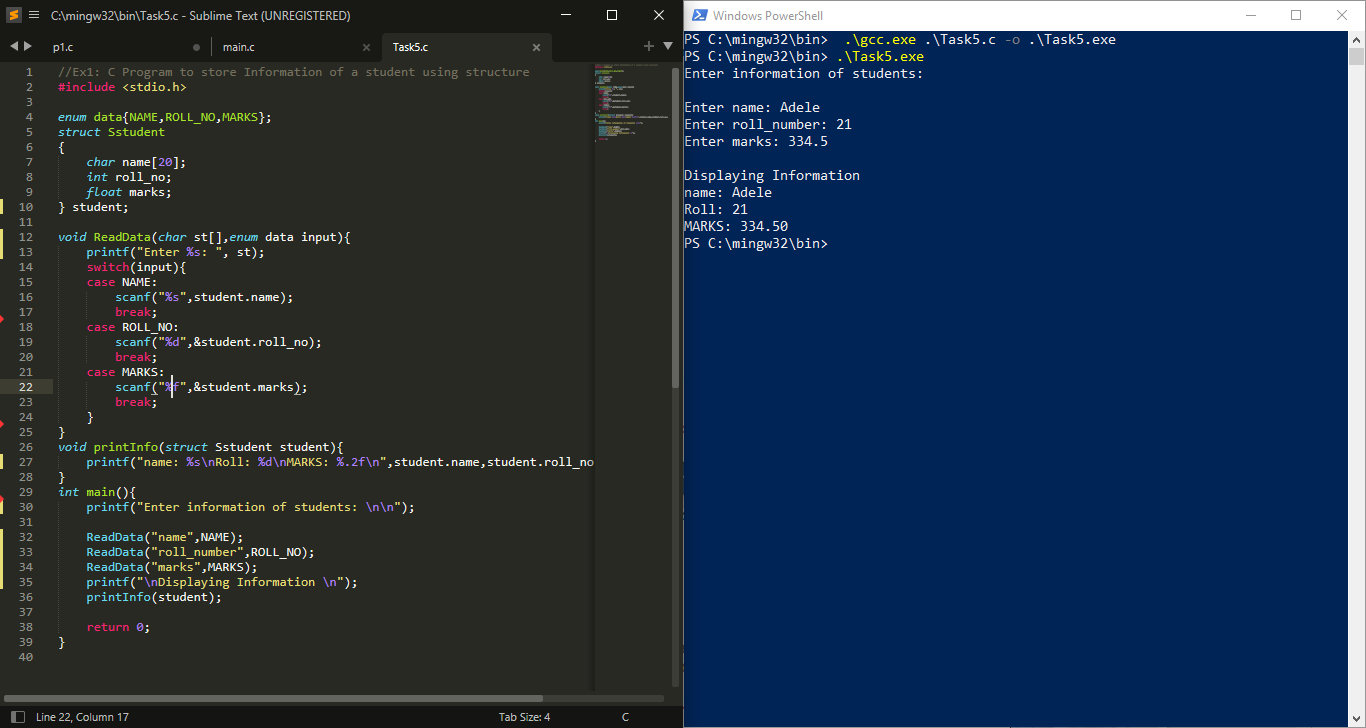 C:\mingw32\bin\Task5.c - Sublime Text (UNREGISTERED)
p1.c
main.c
Task5.c
1 //Ex1: C Program to store Information of a student using structure
2 #include <stdio.h>
3
4 enum data{NAME,ROLL_NO,MARKS};
5 struct Sstudent
6 {
7     char name[20];
8     int roll_no;
9     float marks;
10 } student;
11
12 void ReadData(char st[],enum data input){
13     printf("Enter %s: ", st);
14     switch(input){
15     case NAME:
16         scanf("%s",student.name);
17         break;
18     case ROLL_NO:
19         scanf("%d",&student.roll_no);
20         break;
21     case MARKS:
22         scanf("%f",&student.marks);
23         break;
24     }
25 }
26 void printInfo(struct Sstudent student){
27     printf("name: %s\nRoll: %d\nMARKS: %.2f\n",student.name,student.roll_no
28 }
29 int main(){
30     printf("Enter information of students: \n\n");
31
32     ReadData("name",NAME);
33     ReadData("roll_number",ROLL_NO);
34     ReadData("marks",MARKS);
35     printf("\nDisplaying Information \n");
36     printInfo(student);
37
38     return 0;
39 }
40
Line 22, Column 17
Tab Size: 4
C
Windows PowerShell
PS C:\mingw32\bin>  .\gcc.exe .\Task5.c -o .\Task5.exe
PS C:\mingw32\bin> .\Task5.exe
Enter information of students:
Enter name: Adele
Enter roll_number: 21
Enter marks: 334.5
Displaying Information
name: Adele
Roll: 21
MARKS: 334.50
PS C:\mingw32\bin>